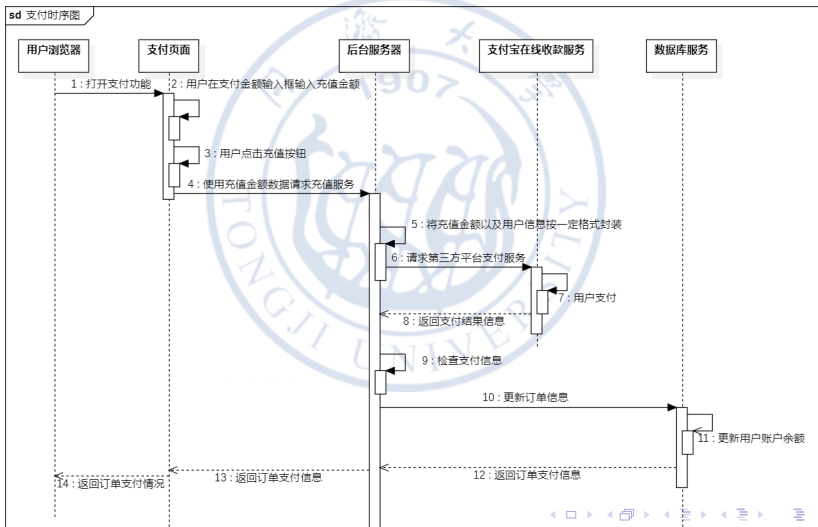 sd 支付时序图
用户浏览器
支付页面
后台服务器
支付宝在线收款服务
数据库服务
1 : 打开支付功能
2 : 用户在支付金额输入框输入充值金额
3 : 用户点击充值按钮
4 : 使用充值金额数据请求充值服务
5 : 将充值金额以及用户信息按一定格式封装
6 : 请求第三方平台支付服务
7 : 用户支付
8 : 返回支付结果信息
9 : 检查支付信息
10 : 更新订单信息
11 : 更新用户账户余额
12 : 返回订单支付信息
13 : 返回订单支付信息
14 : 返回订单支付情况
1907
TONGJI UNIVERSITY